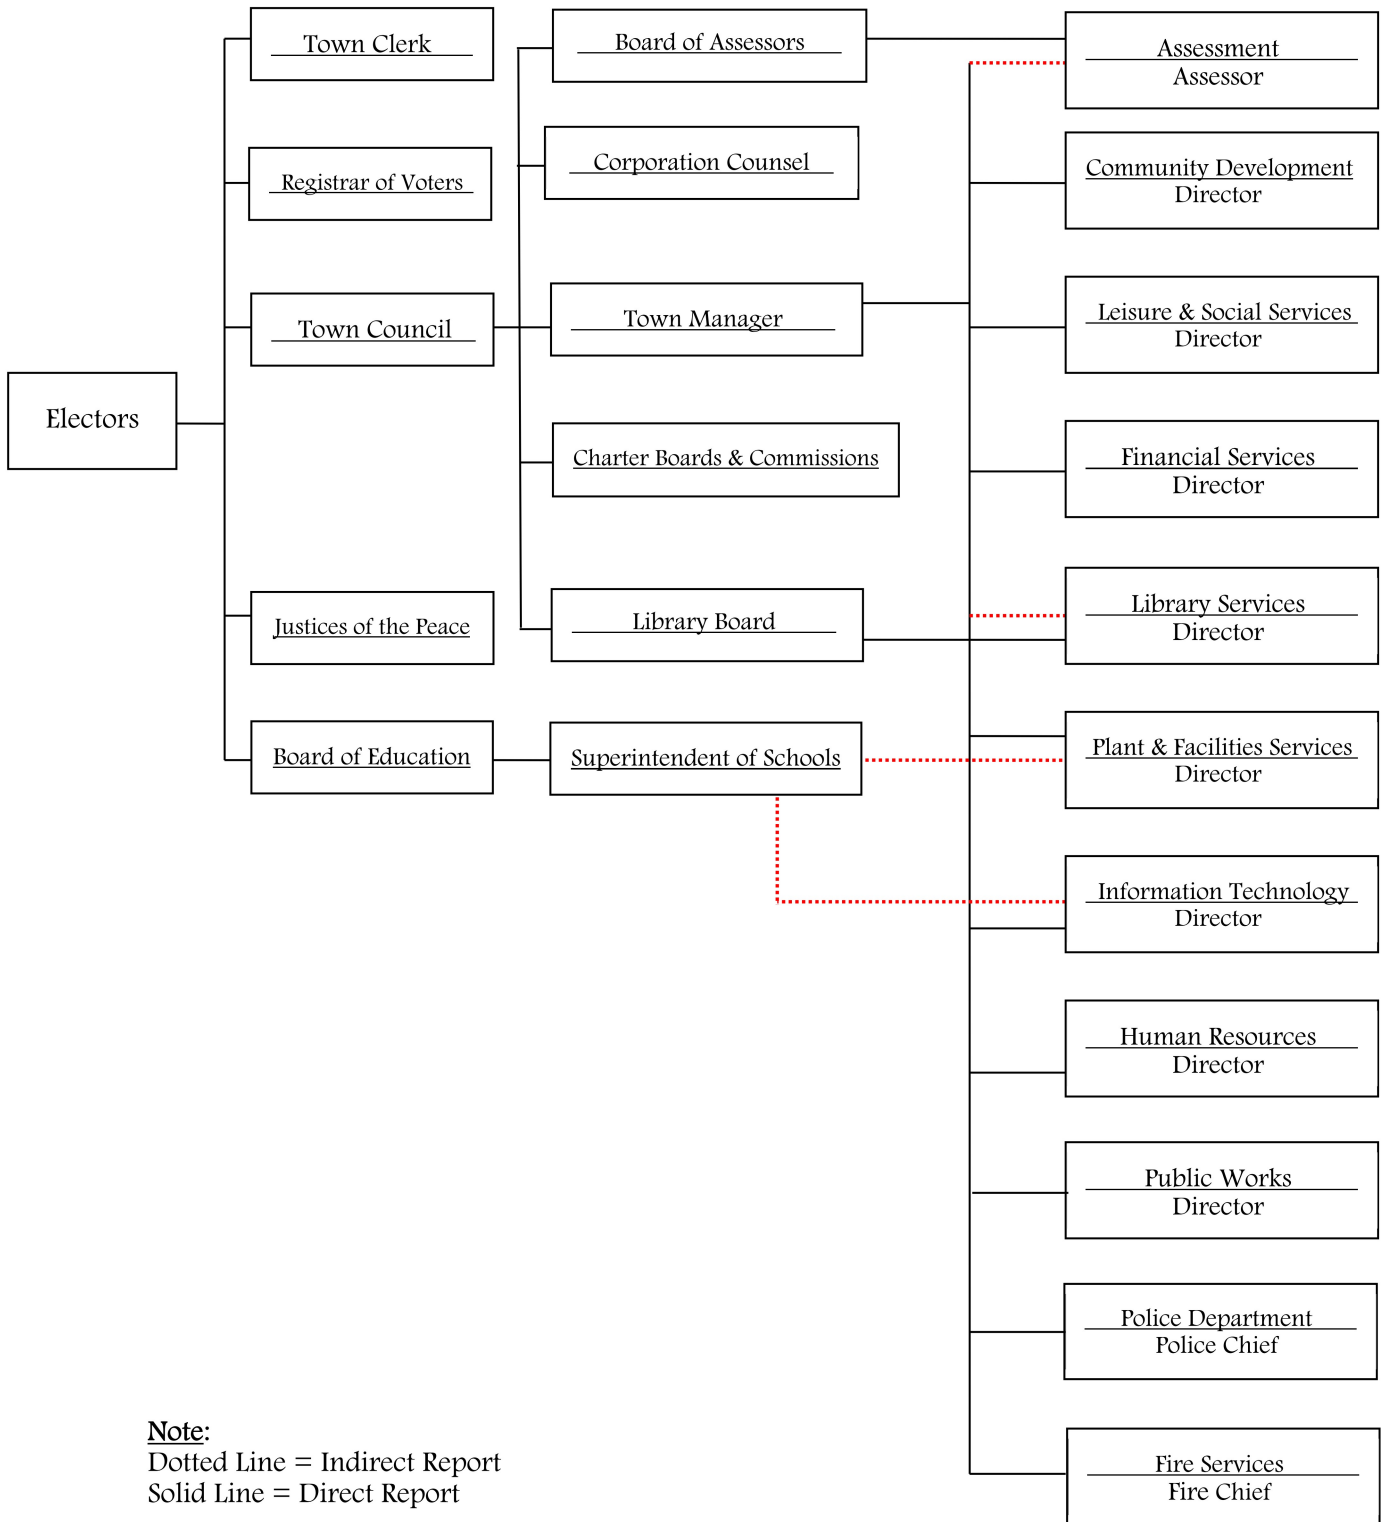 Town Clerk
Registrar of Voters
Town Council
Electors
Justices of the Peace
Board of Education
Board of Assessors
Corporation Counsel
Town Manager
Charter Boards & Commissions
Library Board
Superintendent of Schools
Assessment
Assessor
Community Development
Director
Leisure & Social Services
Director
Financial Services
Director
Library Services
Director
Plant & Facilities Services
Director
Information Technology
Director
Human Resources
Director
Public Works
Director
Police Department
Police Chief
Fire Services
Fire Chief
Note:
Dotted Line = Indirect Report
Solid Line = Direct Report